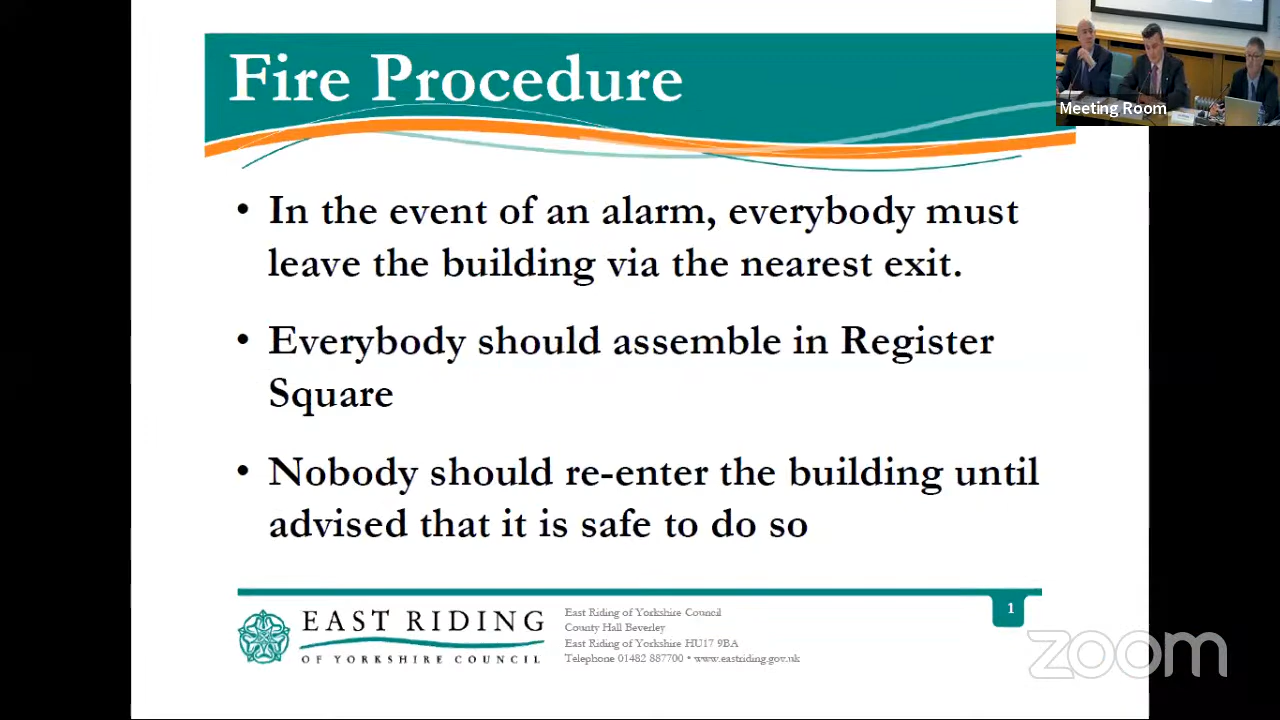 Fire Procedure
Meeting Room
• In the event of an alarm, everybody must
leave the building via the nearest exit.
• Everybody should assemble in Register
Square
• Nobody should re-enter the building until
advised that it is safe to do so
EAST RIDING
OF YORKSHIRE COUNCIL
East Riding of Yorkshire Council
County Hall Beverley
East Riding of Yorkshire HU17 9BA
Telephone 01482 887700 • www.eastriding.gov.uk
1
zoom